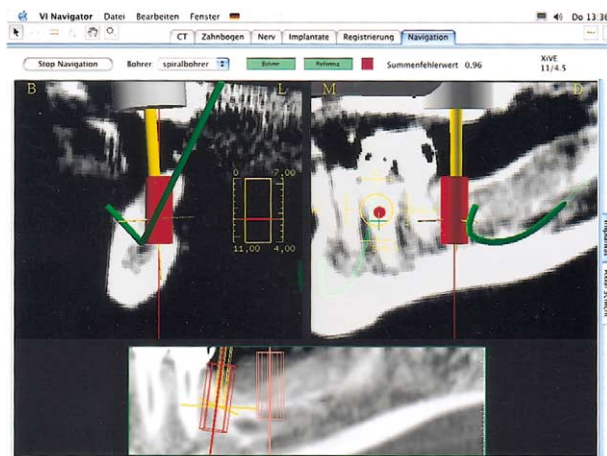 VI Navigator Datei Bearbeiten Fenster Do 13:36
CT Zahnbogen Nerv Implantate Registrierung Navigation
Stop Navigation Bohrer spiralbohrer Bohrer Referenz Summenfehlerwert 0.96 XiVE
11/4.5
B L M D
0 7,00
11,00 4,00